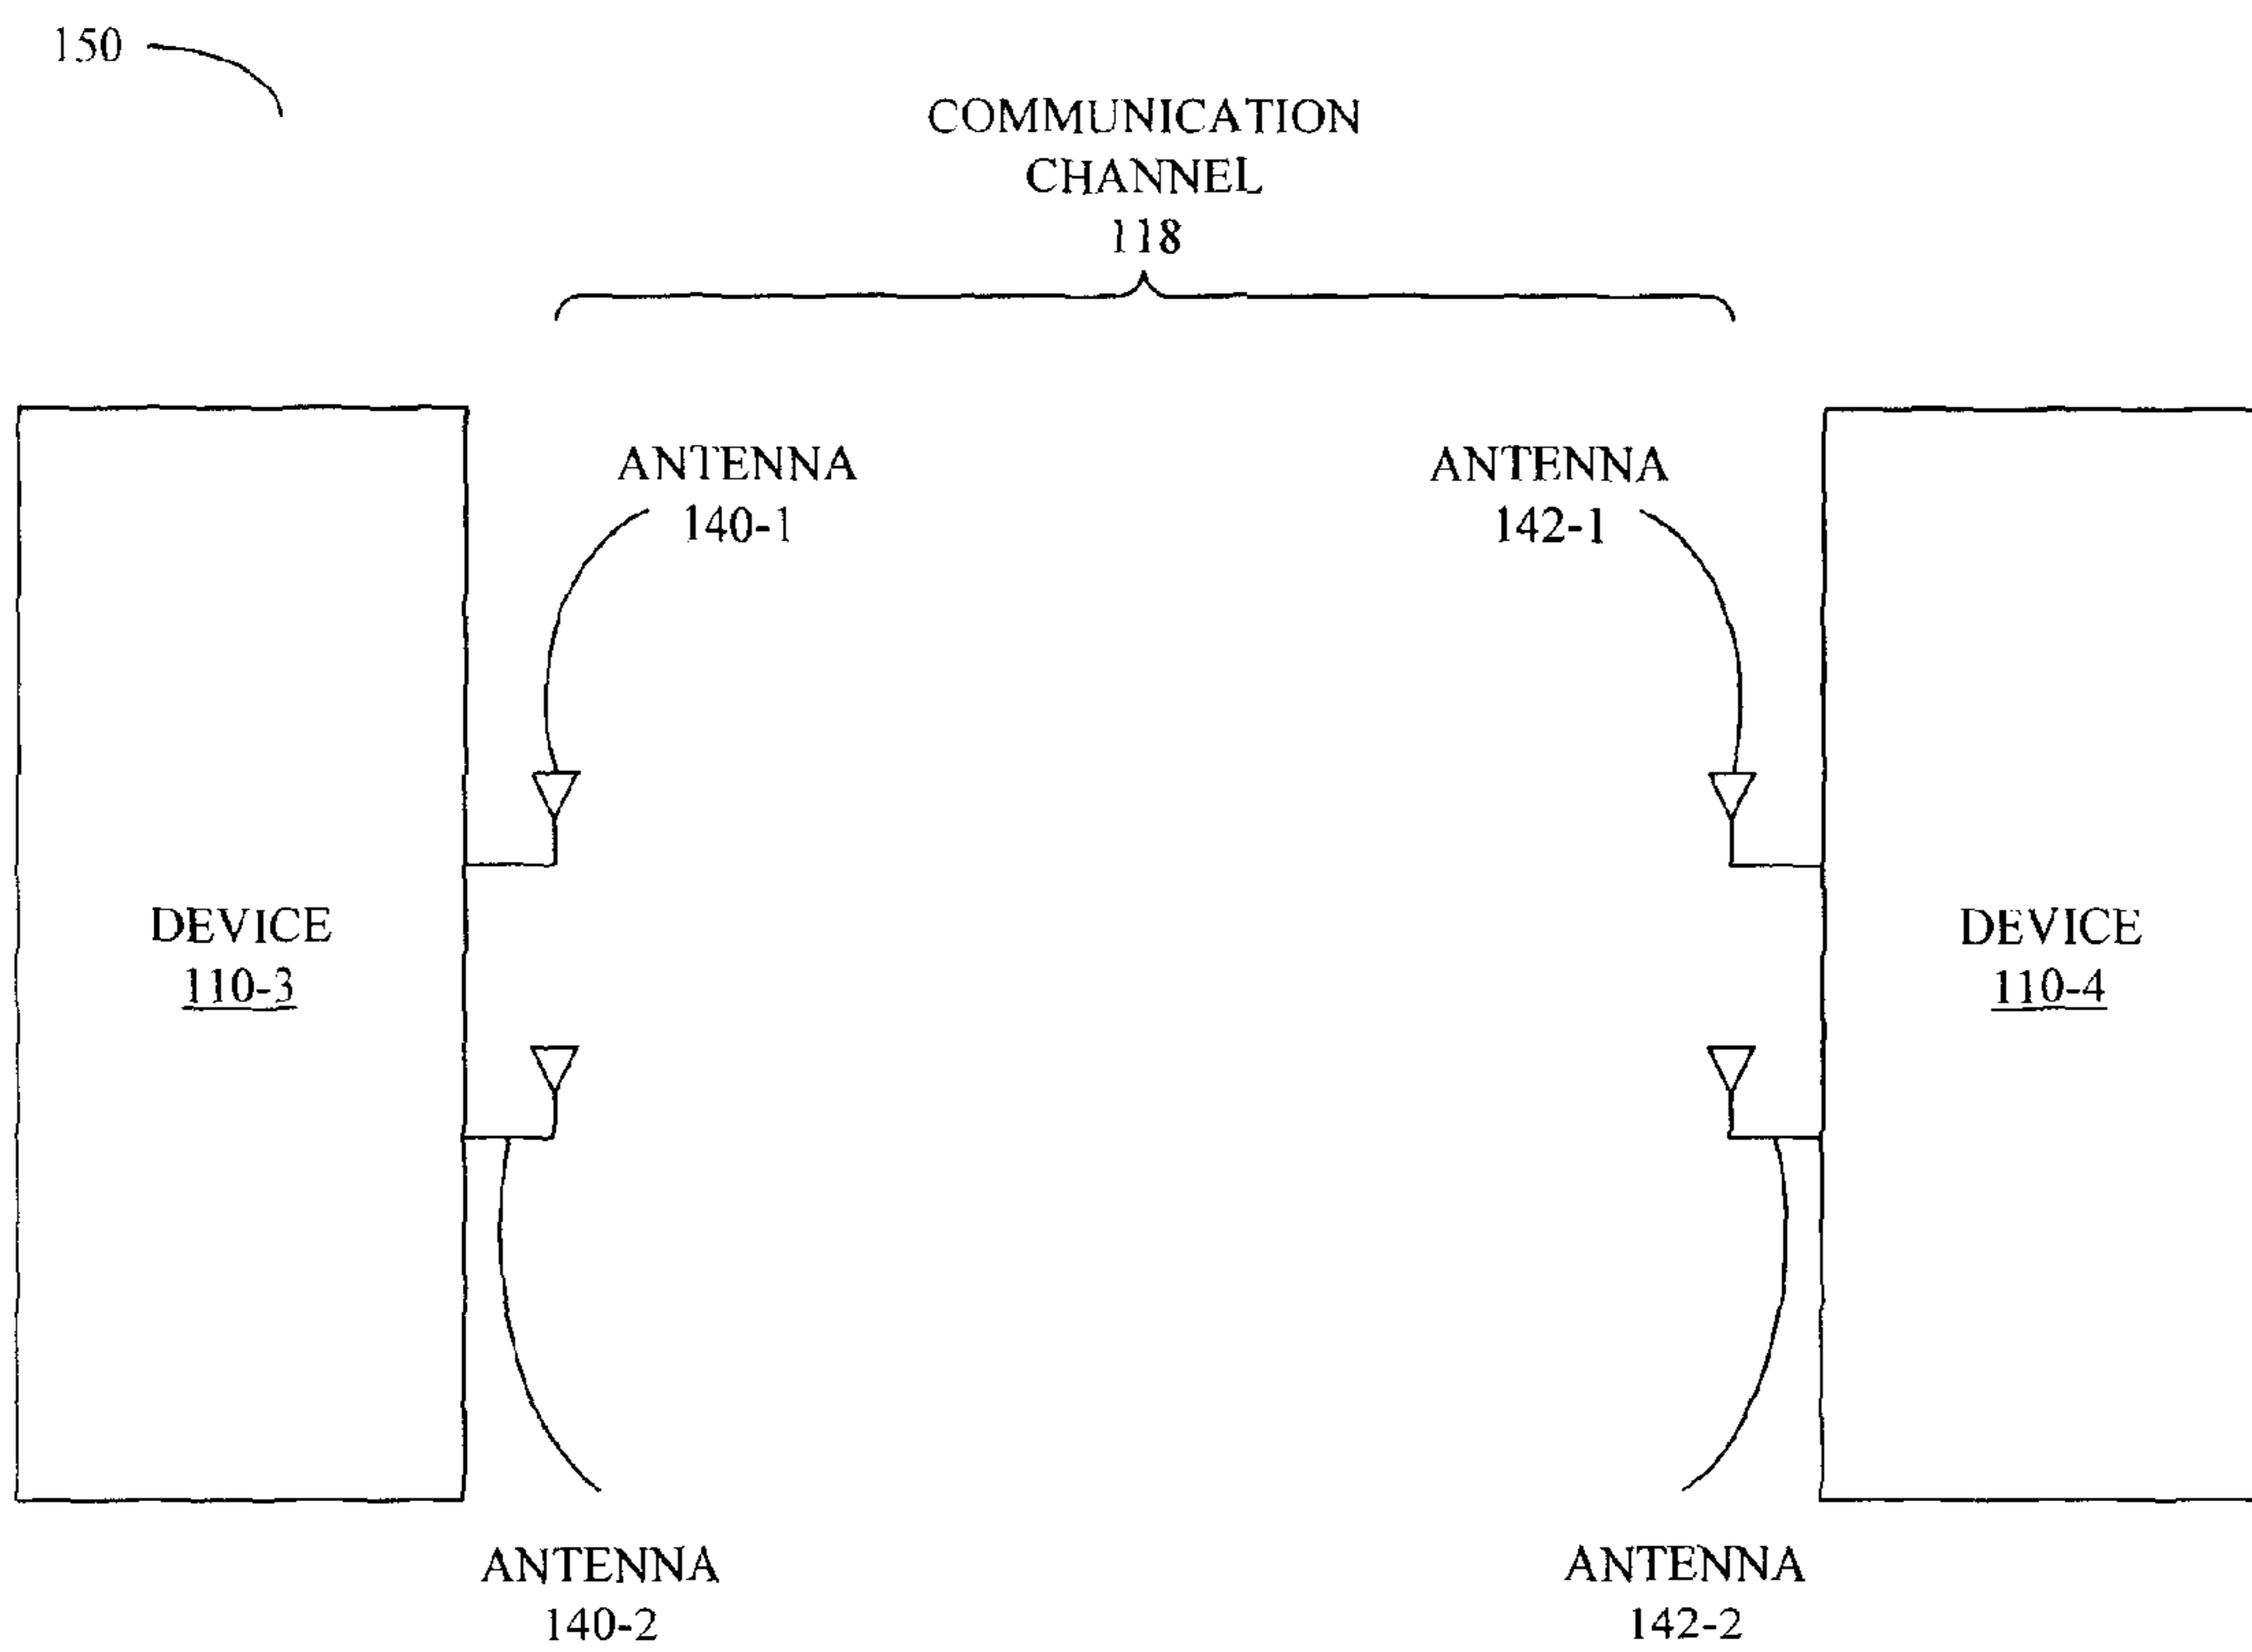 150
COMMUNICATION
CHANNEL
118
ANTENNA
140-1
ANTENNA
142-1
DEVICE
110-3
DEVICE
110-4
ANTENNA
140-2
ANTENNA
142-2